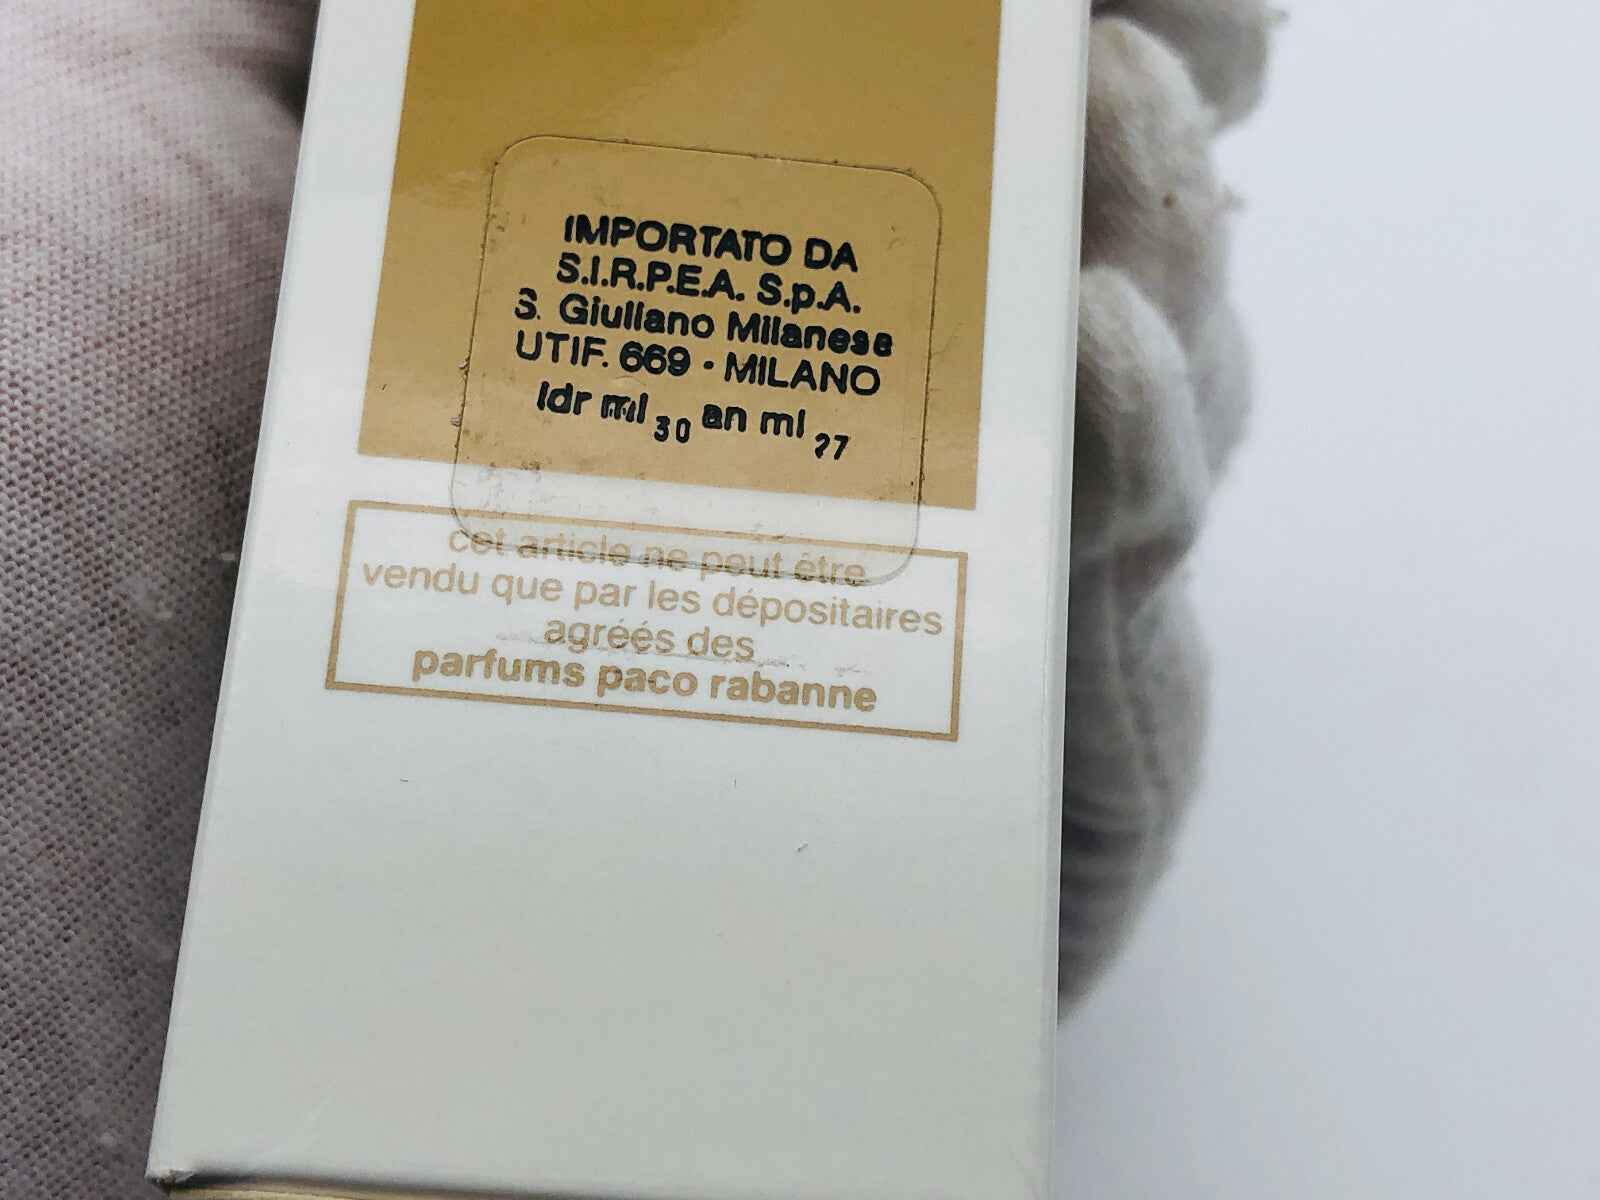 IMPORTATO DA
S.I.R.P.E.A. S.p.A.
S. Giuliano Milanese
UTIF. 669 · MILANO
Idr ml 30 an ml 27
cet article ne peut être
vendu que par les dépositaires
agréés des
parfums paco rabanne